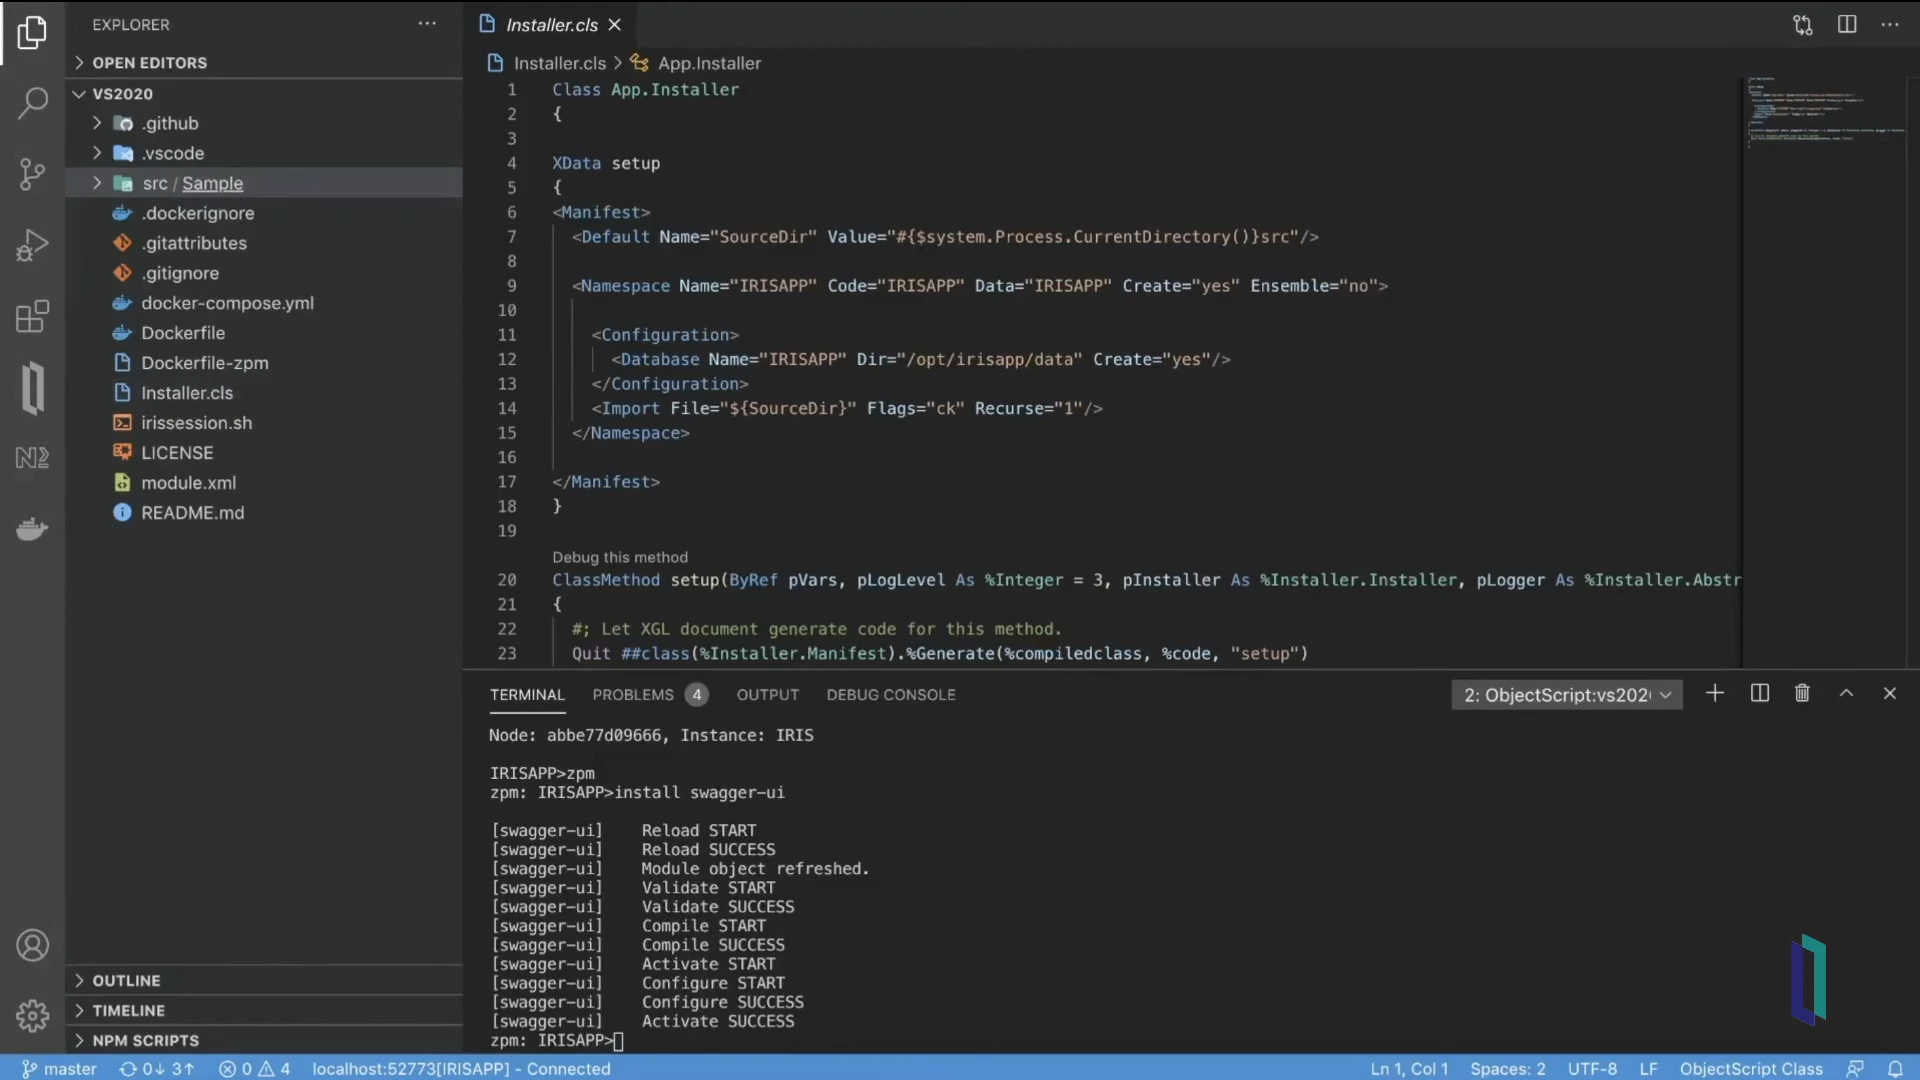 EXPLORER
OPEN EDITORS
VS2020
.github
.vscode
src / Sample
.dockerignore
.gitattributes
.gitignore
docker-compose.yml
Dockerfile
Dockerfile-zpm
Installer.cls
irissession.sh
LICENSE
module.xml
README.md
OUTLINE
TIMELINE
NPM SCRIPTS
Installer.cls
Installer.cls > App.Installer
1 Class App.Installer
2 {
3
4 XData setup
5 {
6 <Manifest>
7 <Default Name="SourceDir" Value="#{$system.Process.CurrentDirectory()}src"/>
8
9 <Namespace Name="IRISAPP" Code="IRISAPP" Data="IRISAPP" Create="yes" Ensemble="no">
10
11 <Configuration>
12 <Database Name="IRISAPP" Dir="/opt/irisapp/data" Create="yes"/>
13 </Configuration>
14 <Import File="${SourceDir}" Flags="ck" Recurse="1"/>
15 </Namespace>
16
17 </Manifest>
18 }
19
Debug this method
20 ClassMethod setup(ByRef pVars, pLogLevel As %Integer = 3, pInstaller As %Installer.Installer, pLogger As %Installer.Abstr
21 {
22 #; Let XGL document generate code for this method.
23 Quit ##class(%Installer.Manifest).%Generate(%compiledclass, %code, "setup")
TERMINAL PROBLEMS 4 OUTPUT DEBUG CONSOLE
2: ObjectScript:vs202
Node: abbe77d09666, Instance: IRIS
IRISAPP>zpm
zpm: IRISAPP>install swagger-ui
[swagger-ui] Reload START
[swagger-ui] Reload SUCCESS
[swagger-ui] Module object refreshed.
[swagger-ui] Validate START
[swagger-ui] Validate SUCCESS
[swagger-ui] Compile START
[swagger-ui] Compile SUCCESS
[swagger-ui] Activate START
[swagger-ui] Configure START
[swagger-ui] Configure SUCCESS
[swagger-ui] Activate SUCCESS
zpm: IRISAPP>
master 0↓ 3↑ 0 4 localhost:52773[IRISAPP] - Connected
Ln 1, Col 1 Spaces: 2 UTF-8 LF ObjectScript Class